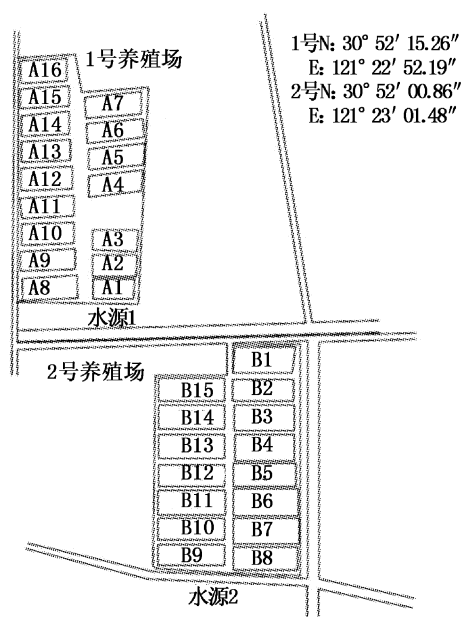 1号养殖场
1号N: 30° 52′ 15.26″
E: 121° 22′ 52.19″
2号N: 30° 52′ 00.86″
E: 121° 23′ 01.48″
A16
A15
A14
A13
A12
A11
A10
A9
A8
A7
A6
A5
A4
A3
A2
A1
水源1
2号养殖场
B1
B2
B3
B4
B5
B6
B7
B8
B15
B14
B13
B12
B11
B10
B9
水源2